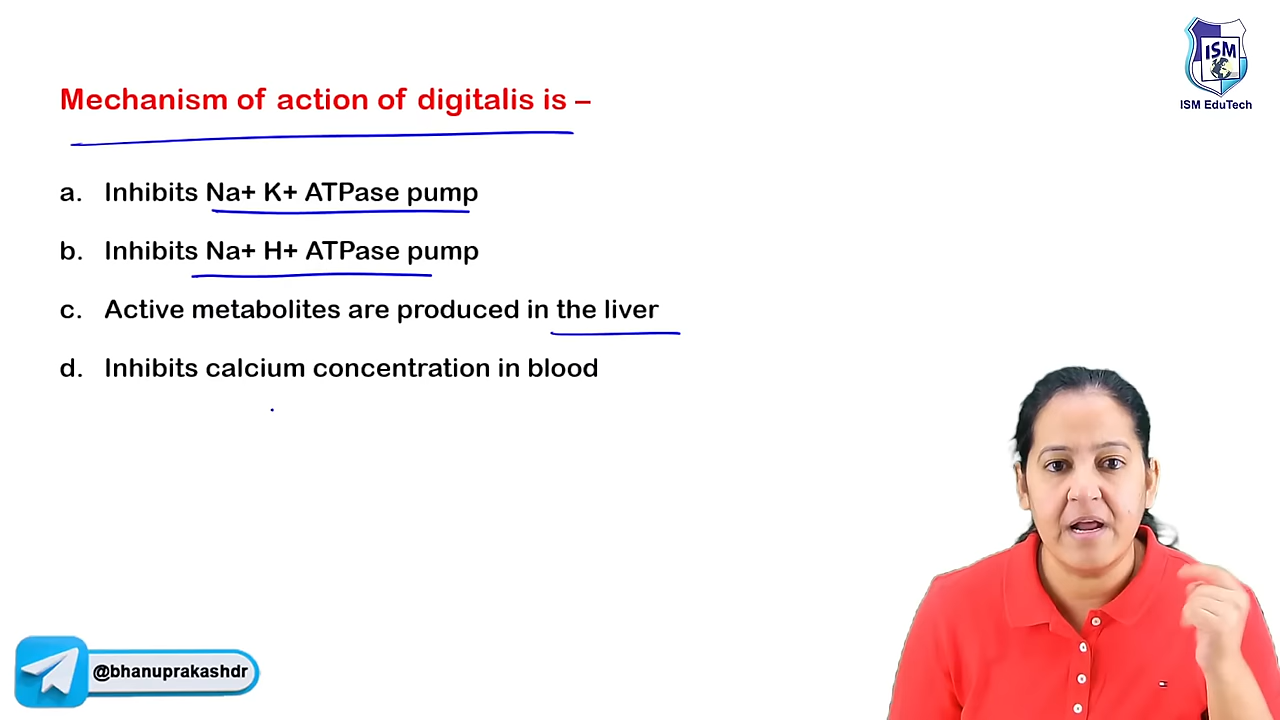 ISM
ISM EduTech
Mechanism of action of digitalis is –
a. Inhibits Na+ K+ ATPase pump
b. Inhibits Na+ H+ ATPase pump
c. Active metabolites are produced in the liver
d. Inhibits calcium concentration in blood
@bhanuprakashdr